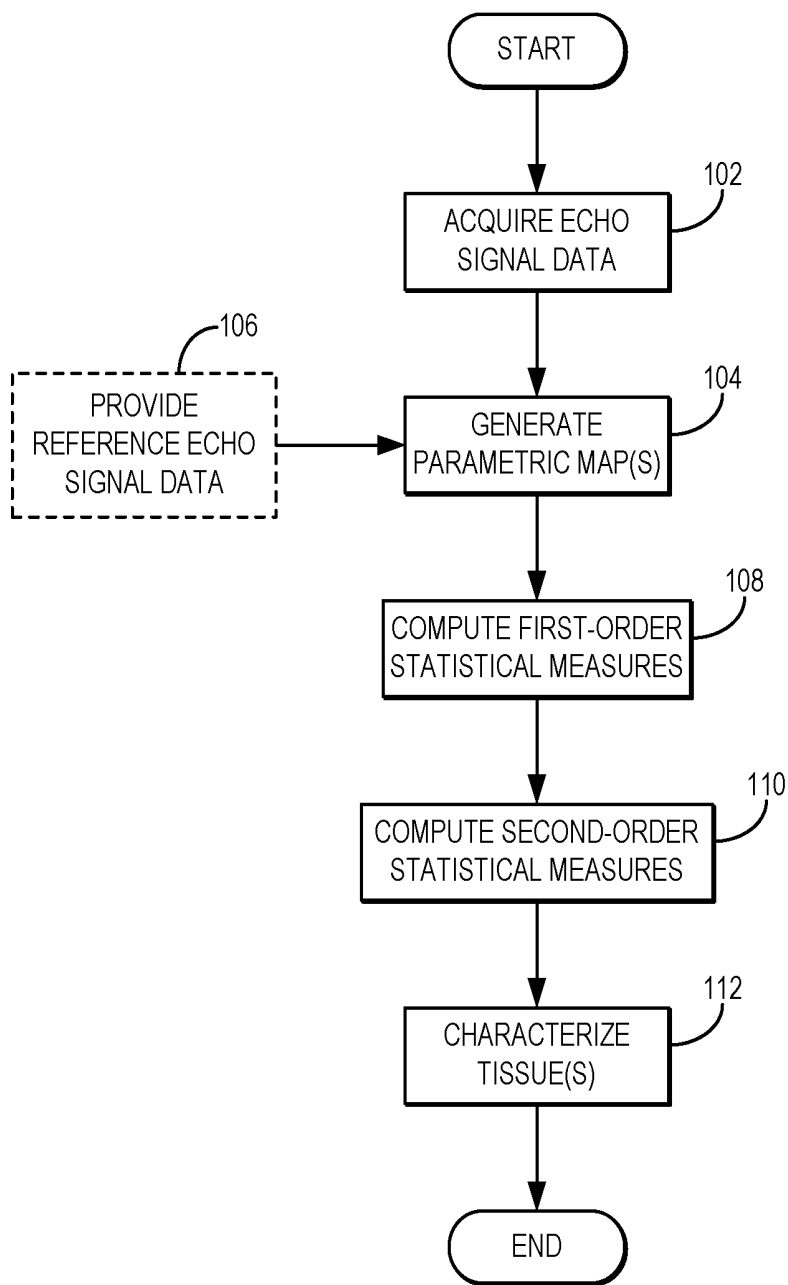 START
102
ACQUIRE ECHO
SIGNAL DATA
106
PROVIDE
REFERENCE ECHO
SIGNAL DATA
104
GENERATE
PARAMETRIC MAP(S)
108
COMPUTE FIRST-ORDER
STATISTICAL MEASURES
110
COMPUTE SECOND-ORDER
STATISTICAL MEASURES
112
CHARACTERIZE
TISSUE(S)
END